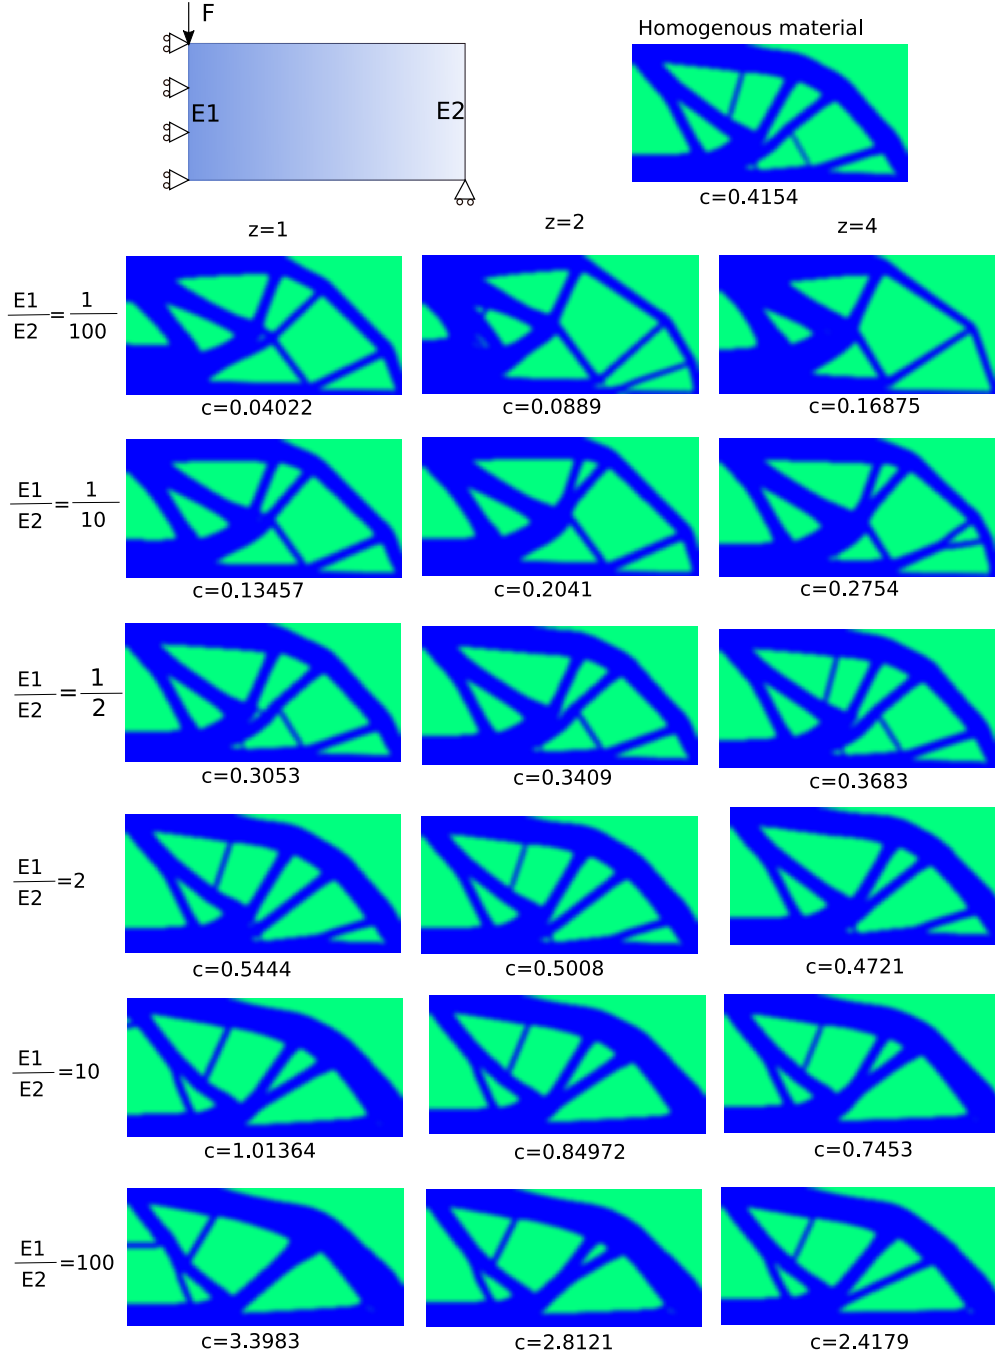 F
Homogenous material
E1
E2
c=0.4154
z=1
z=2
z=4
E1/E2=1/100
c=0.04022
c=0.0889
c=0.16875
E1/E2=1/10
c=0.13457
c=0.2041
c=0.2754
E1/E2=1/2
c=0.3053
c=0.3409
c=0.3683
E1/E2=2
c=0.5444
c=0.5008
c=0.4721
E1/E2=10
c=1.01364
c=0.84972
c=0.7453
E1/E2=100
c=3.3983
c=2.8121
c=2.4179